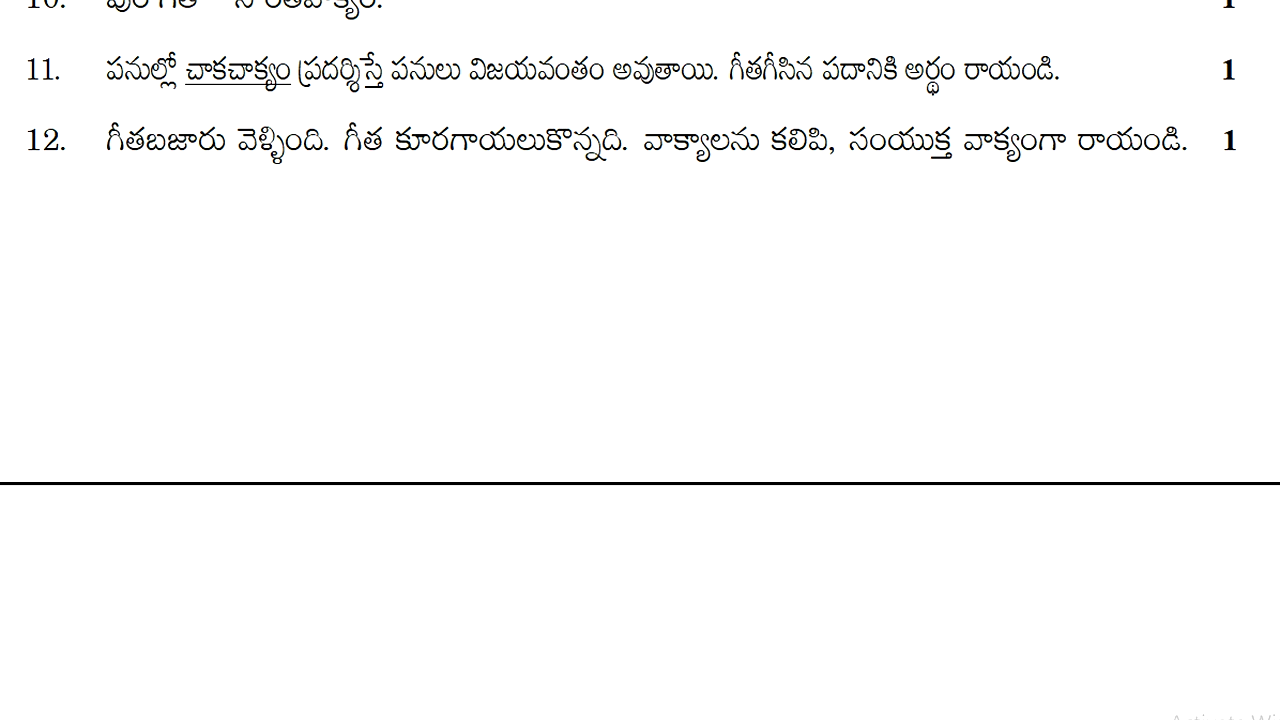 11. పనుల్లో చాకచాక్యం ప్రదర్శిస్తే పనులు విజయవంతం అవుతాయి. గీతగీసిన పదానికి అర్థం రాయండి. 1
12. గీతబజారు వెళ్ళింది. గీత కూరగాయలుకొన్నది. వాక్యాలను కలిపి, సంయుక్త వాక్యంగా రాయండి. 1